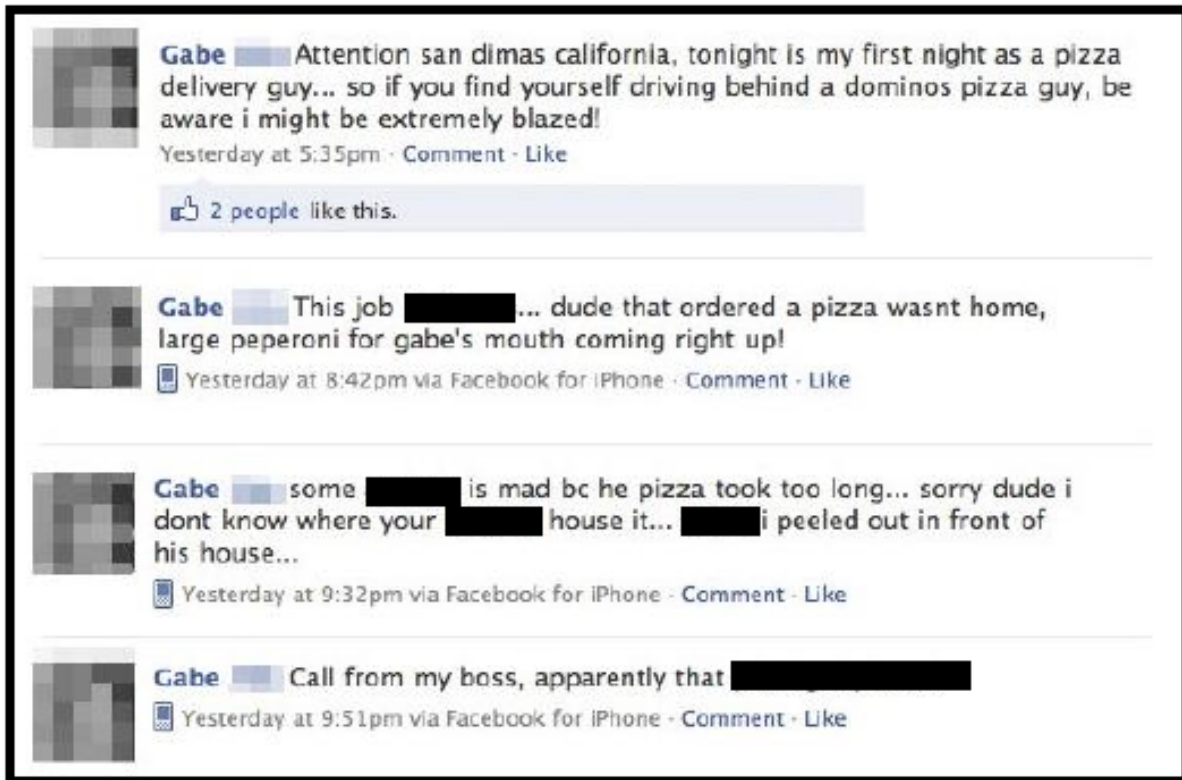 Gabe Attention san dimas california, tonight is my first night as a pizza
delivery guy... so if you find yourself driving behind a dominos pizza guy, be
aware i might be extremely blazed!
Yesterday at 5:35pm · Comment · Like
2 people like this.
Gabe This job ... dude that ordered a pizza wasnt home,
large peperoni for gabe's mouth coming right up!
Yesterday at 8:42pm via Facebook for iPhone · Comment · Like
Gabe some is mad bc he pizza took too long... sorry dude i
dont know where your house it... i peeled out in front of
his house...
Yesterday at 9:32pm via Facebook for iPhone · Comment · Like
Gabe Call from my boss, apparently that
Yesterday at 9:51pm via Facebook for iPhone · Comment · Like